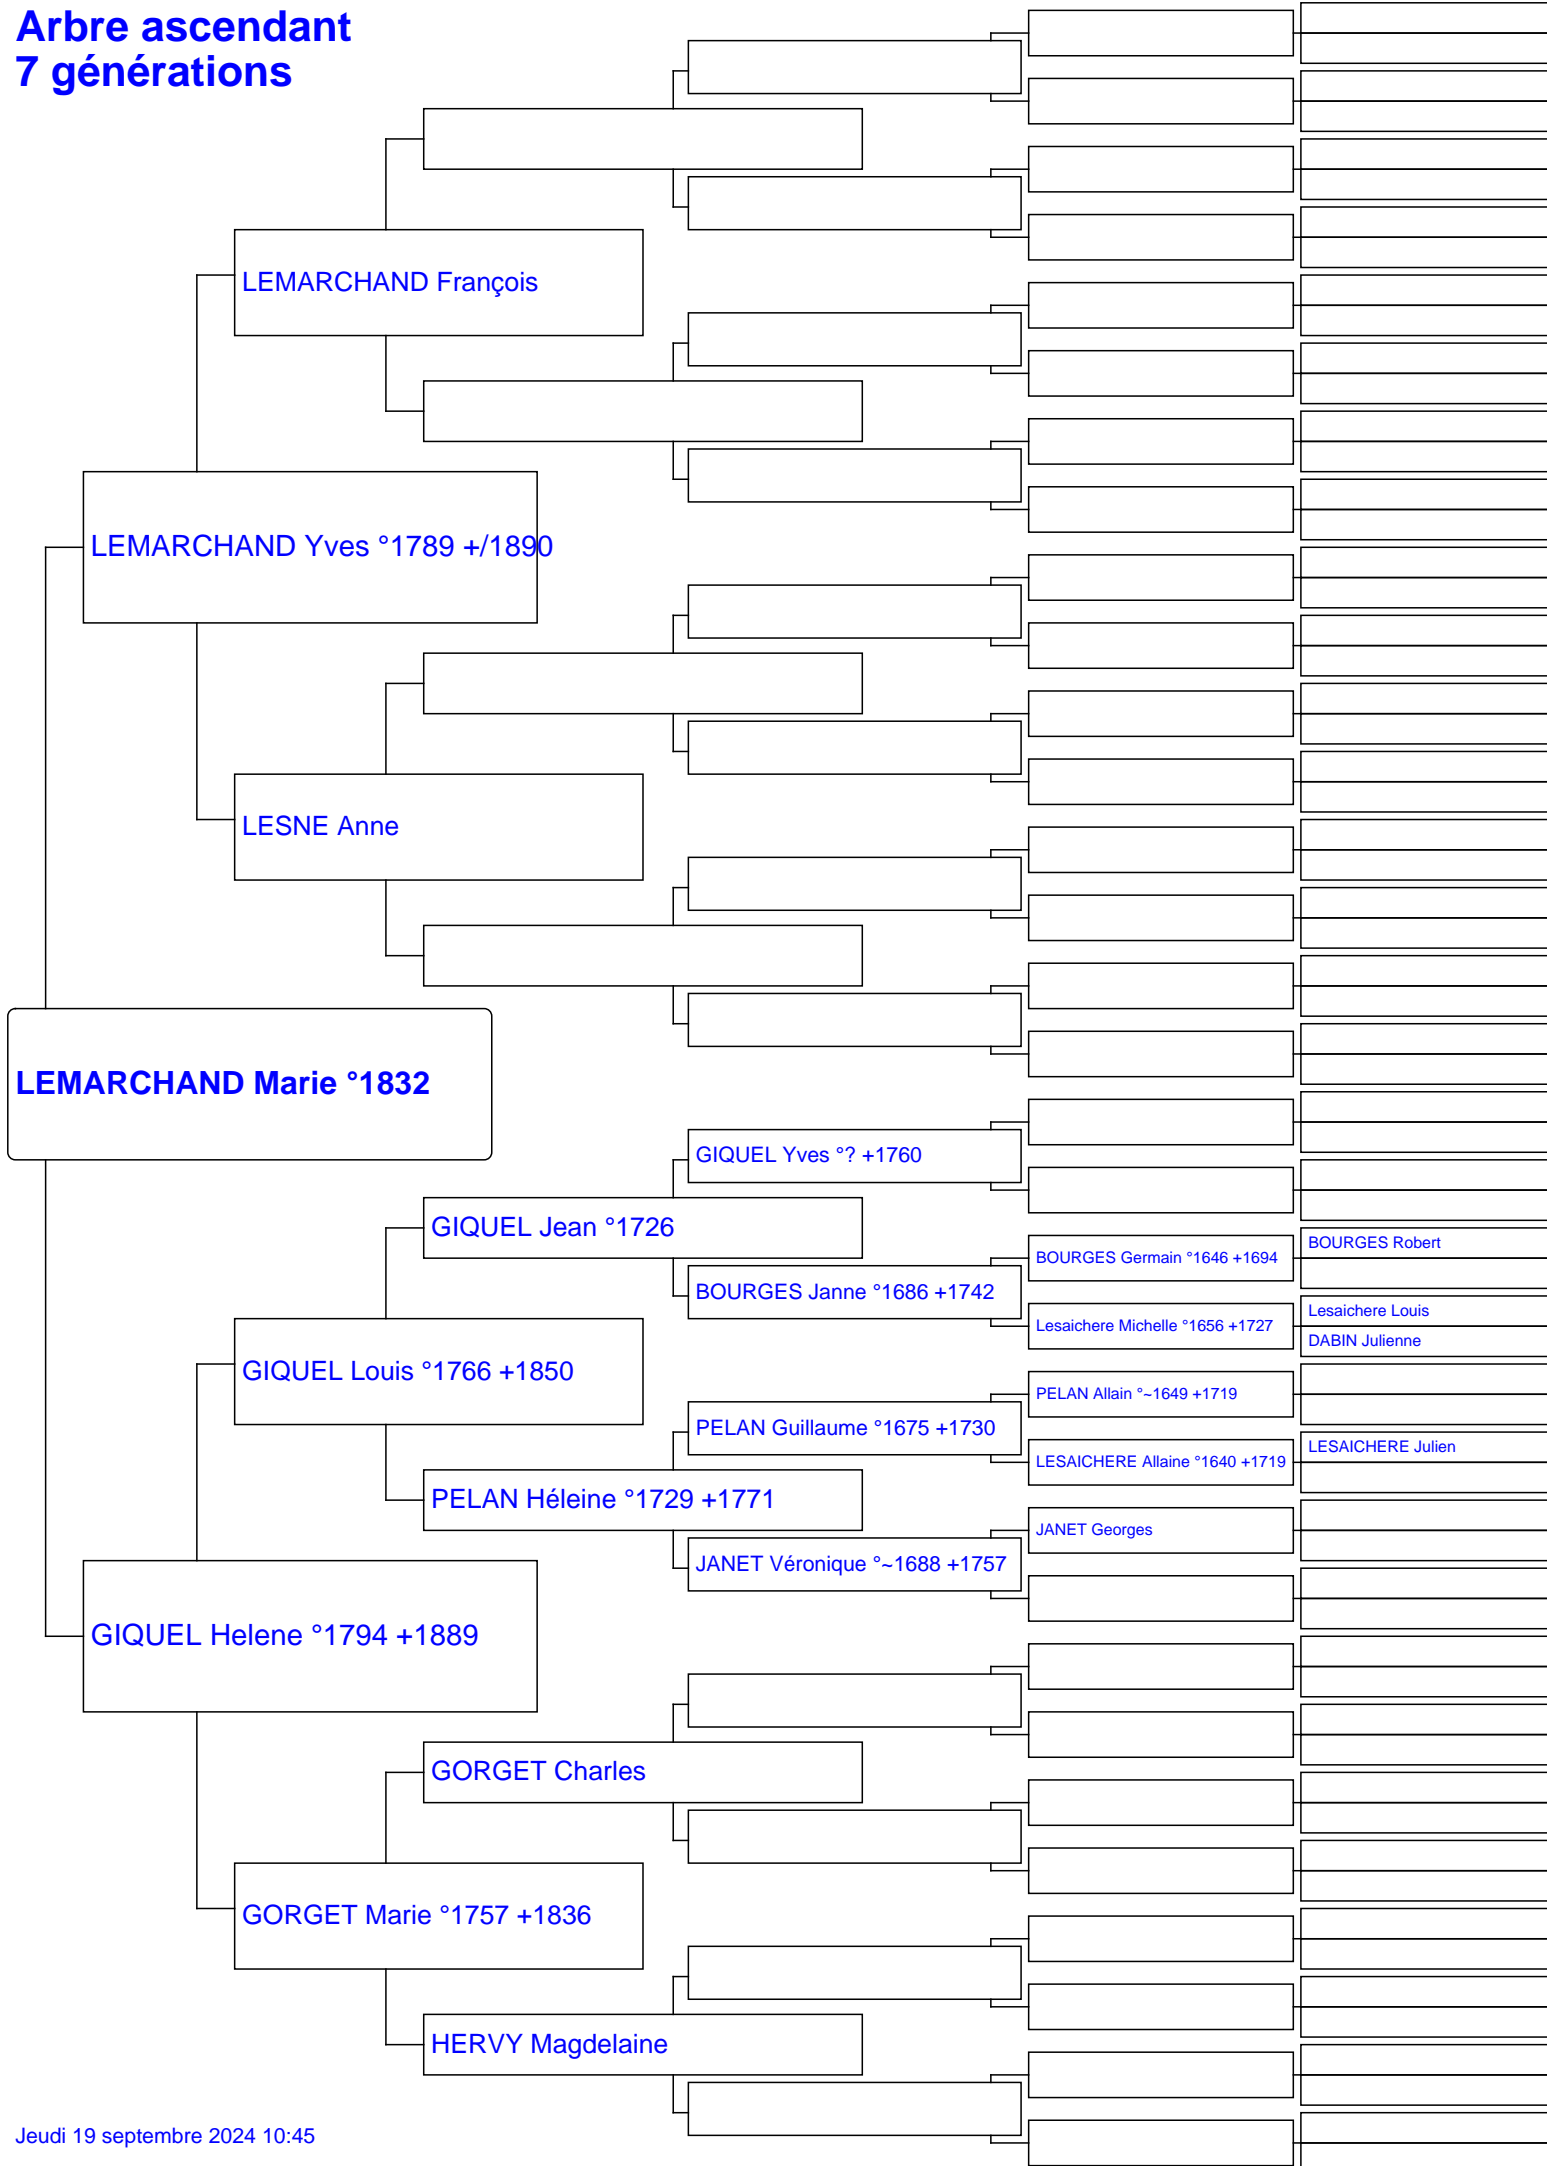 Arbre ascendant
7 générations
LEMARCHAND François
LEMARCHAND Yves °1789 +/1890
LESNE Anne
LEMARCHAND Marie °1832
GIQUEL Yves °? +1760
GIQUEL Jean °1726
BOURGES Robert
BOURGES Germain °1646 +1694
BOURGES Janne °1686 +1742
Lesaichere Louis
Lesaichere Michelle °1656 +1727
DABIN Julienne
GIQUEL Louis °1766 +1850
PELAN Allain °~1649 +1719
PELAN Guillaume °1675 +1730
LESAICHERE Julien
LESAICHERE Allaine °1640 +1719
PELAN Héleine °1729 +1771
JANET Georges
JANET Véronique °~1688 +1757
GIQUEL Helene °1794 +1889
GORGET Charles
GORGET Marie °1757 +1836
HERVY Magdelaine
Jeudi 19 septembre 2024 10:45